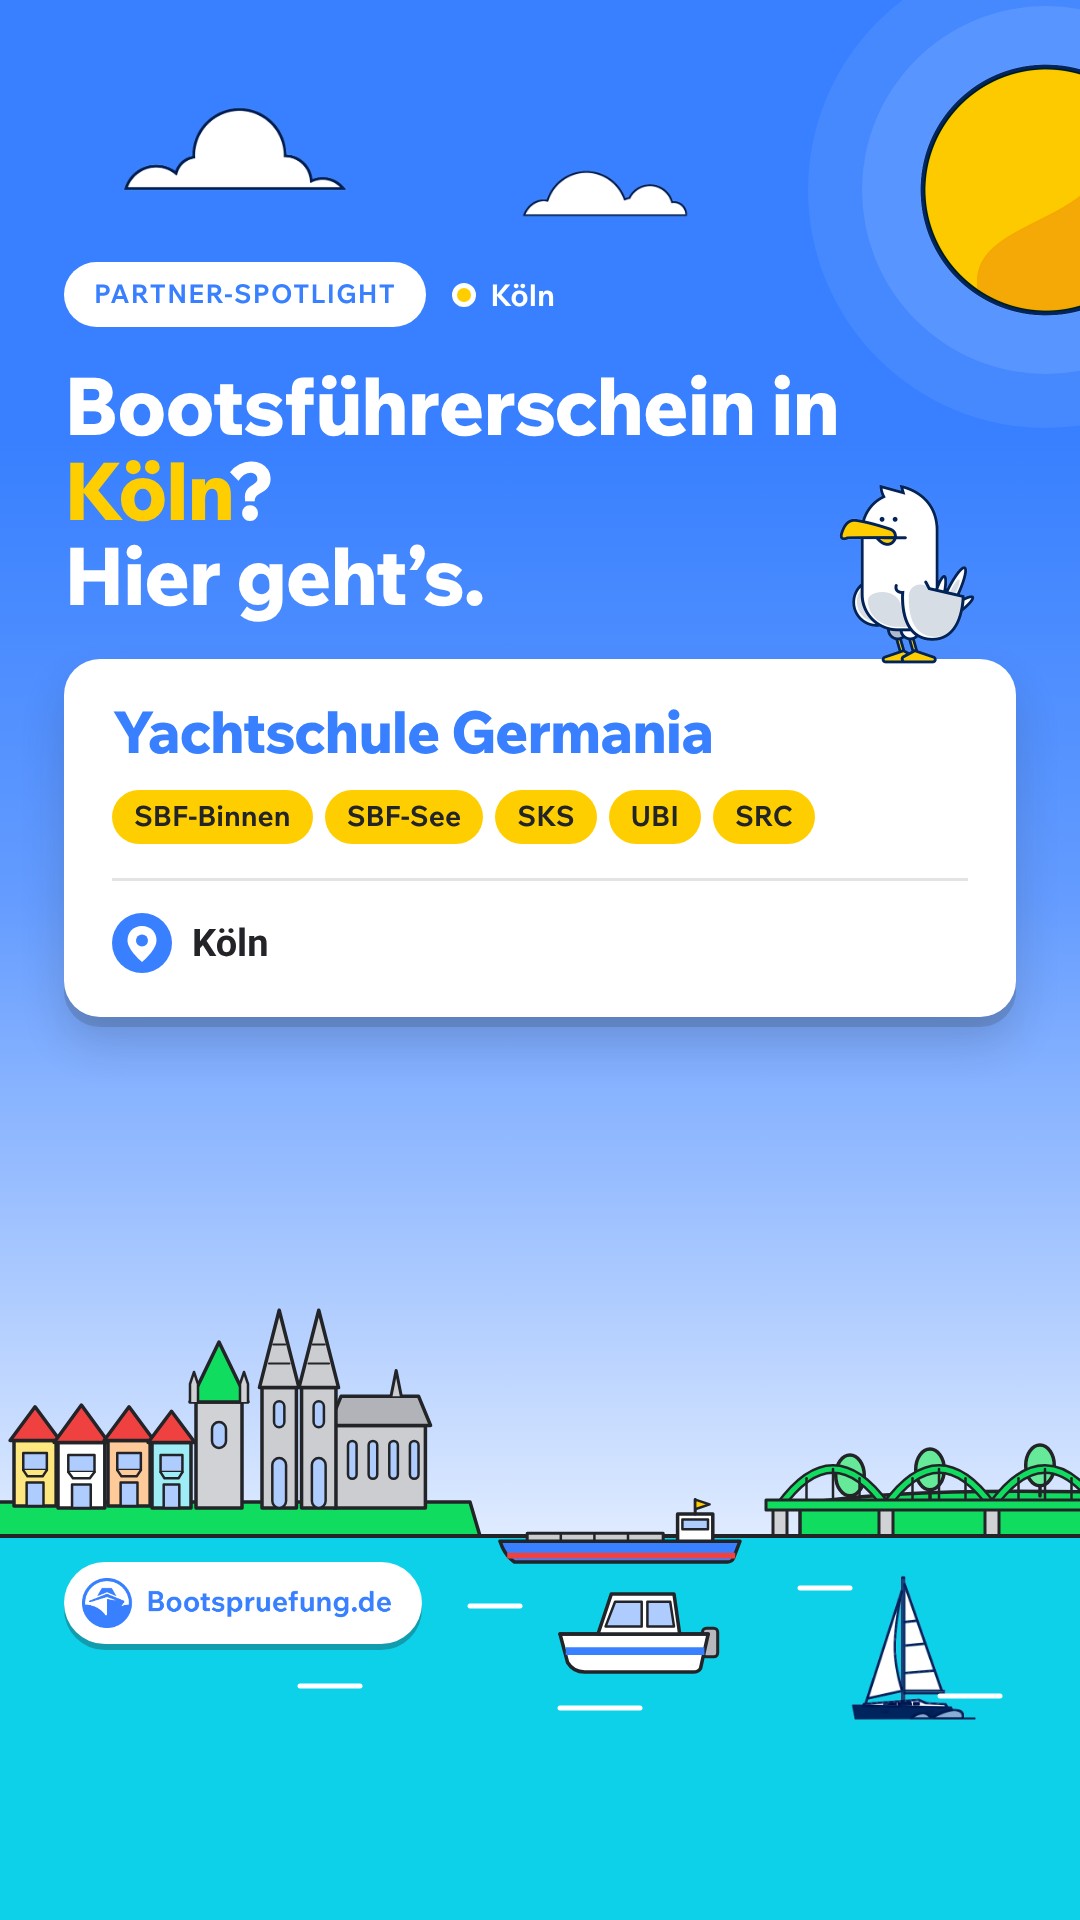 PARTNER-SPOTLIGHT
Köln
Bootsführerschein in
Köln?
Hier geht’s.
Yachtschule Germania
SBF-Binnen SBF-See SKS UBI SRC
Köln
Bootspruefung.de